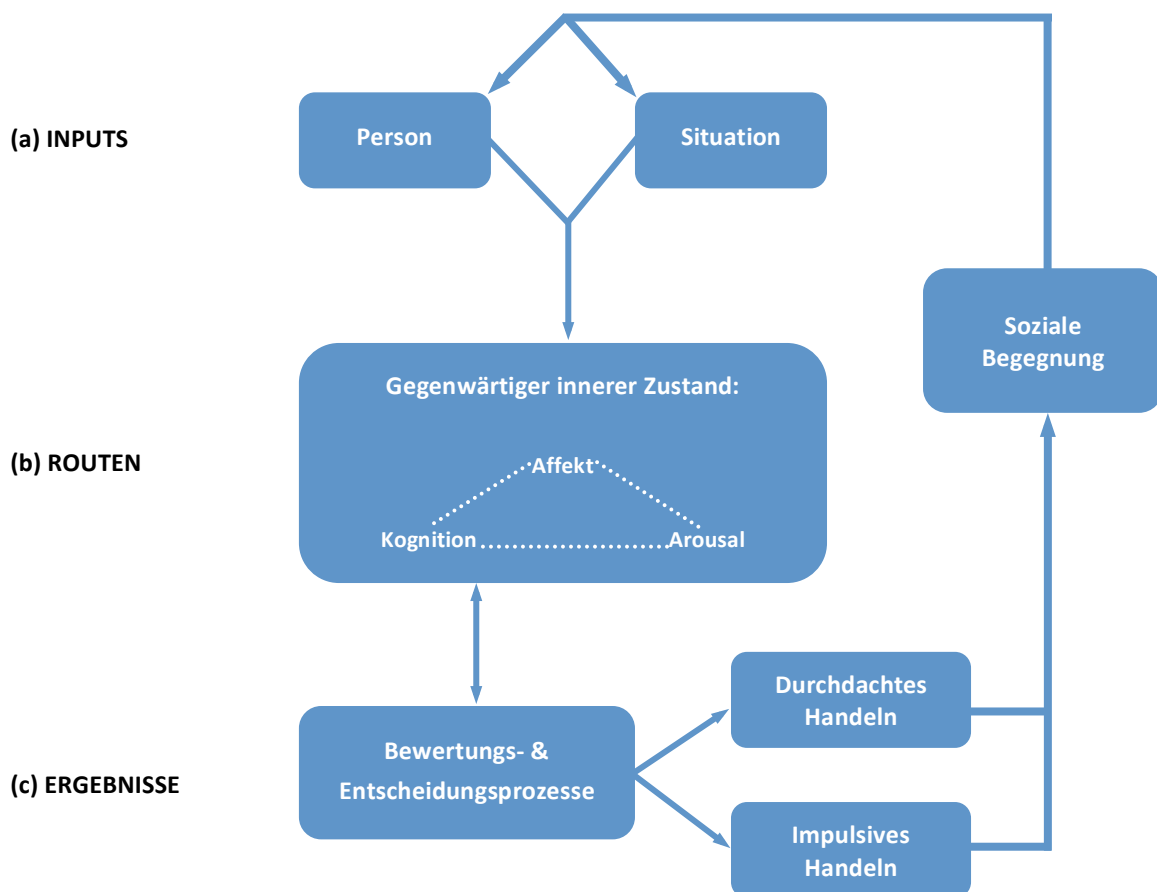 (a) INPUTS
Person
Situation
Soziale
Begegnung
Gegenwärtiger innerer Zustand:
(b) ROUTEN
Affekt
Kognition
Arousal
Durchdachtes
Handeln
(c) ERGEBNISSE
Bewertungs- &
Entscheidungsprozesse
Impulsives
Handeln